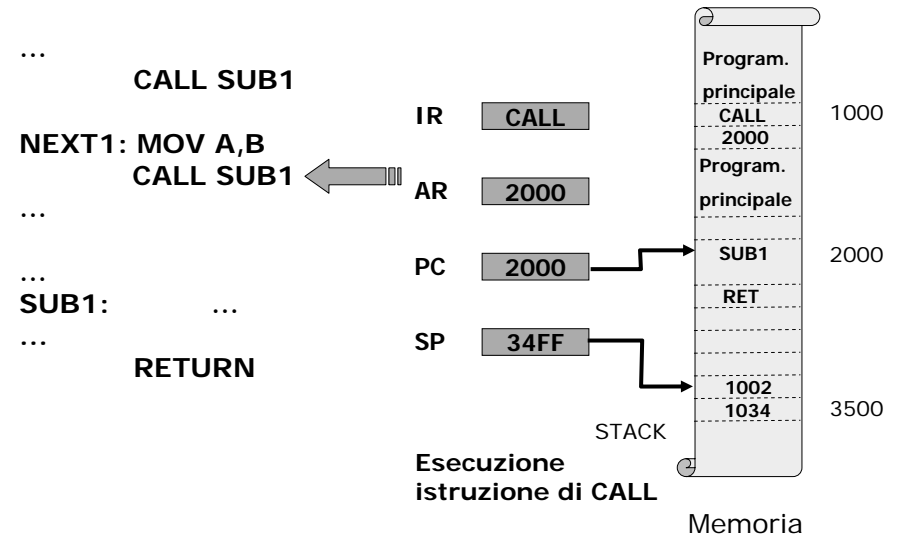 ...
CALL SUB1
NEXT1: MOV A,B
CALL SUB1
...
...
SUB1: ...
...
RETURN
IR CALL
AR 2000
PC 2000
SP 34FF
STACK
Esecuzione
istruzione di CALL
Program.
principale
CALL 1000
2000
Program.
principale
SUB1 2000
RET
1002
1034 3500
Memoria